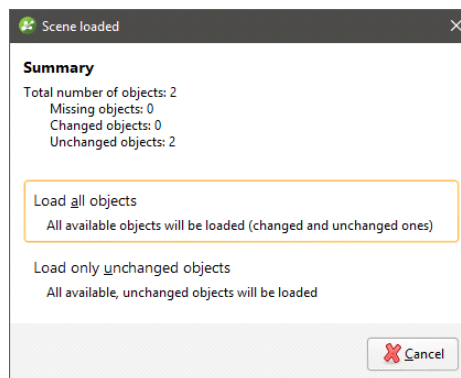 Scene loaded
Summary
Total number of objects: 2
Missing objects: 0
Changed objects: 0
Unchanged objects: 2
Load all objects
All available objects will be loaded (changed and unchanged ones)
Load only unchanged objects
All available, unchanged objects will be loaded
Cancel